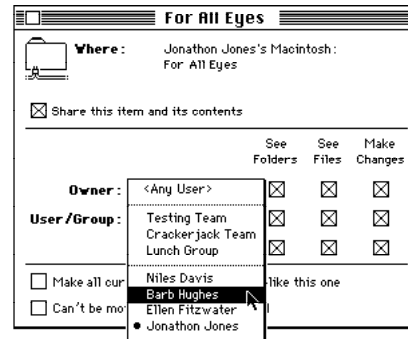 For All Eyes
Where: Jonathon Jones's Macintosh:
For All Eyes
Share this item and its contents
See See Make
Folders Files Changes
Owner: <Any User>
User/Group: Testing Team
Crackerjack Team
Lunch Group
Niles Davis
Make all cur -like this one
Barb Hughes
Can't be mo
Ellen Fitzwater
Jonathon Jones